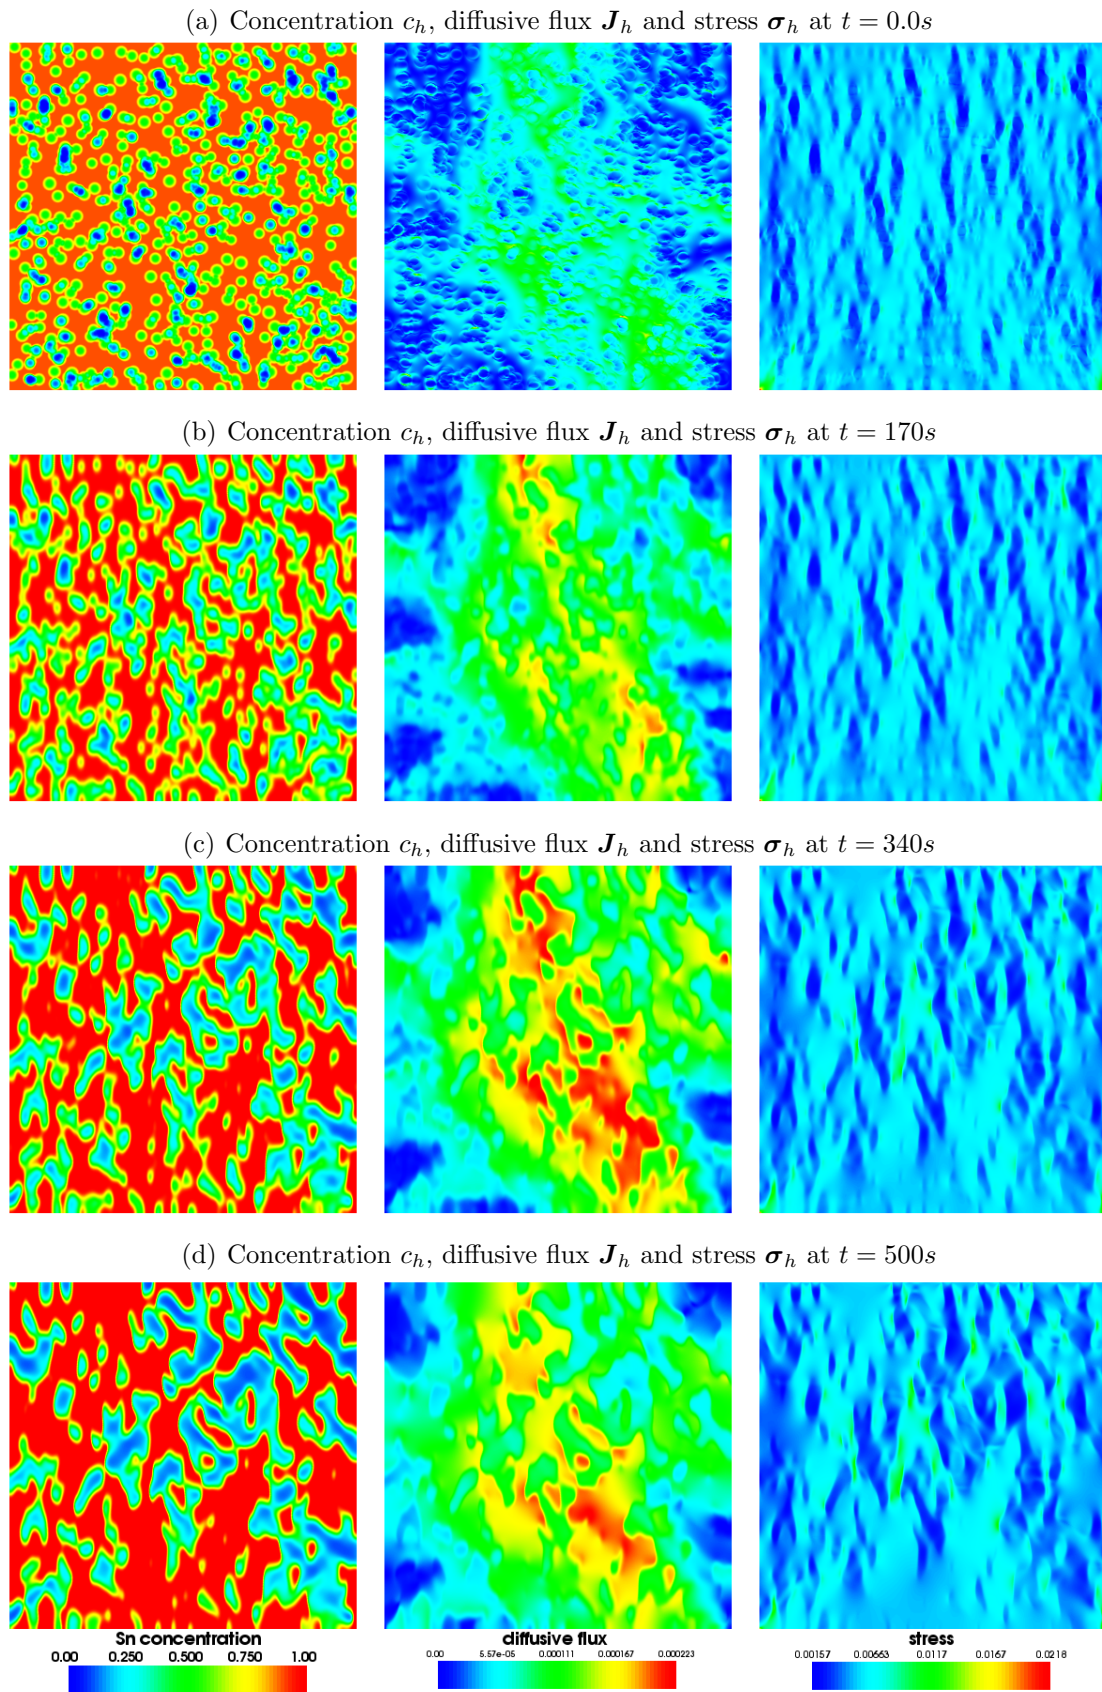 (a) Concentration c_h, diffusive flux J_h and stress σ_h at t = 0.0s
(b) Concentration c_h, diffusive flux J_h and stress σ_h at t = 170s
(c) Concentration c_h, diffusive flux J_h and stress σ_h at t = 340s
(d) Concentration c_h, diffusive flux J_h and stress σ_h at t = 500s
Sn concentration
0.00 0.250 0.500 0.750 1.00
diffusive flux
0.00 5.57e-05 0.000111 0.000167 0.000223
stress
0.00157 0.00663 0.0117 0.0167 0.0218